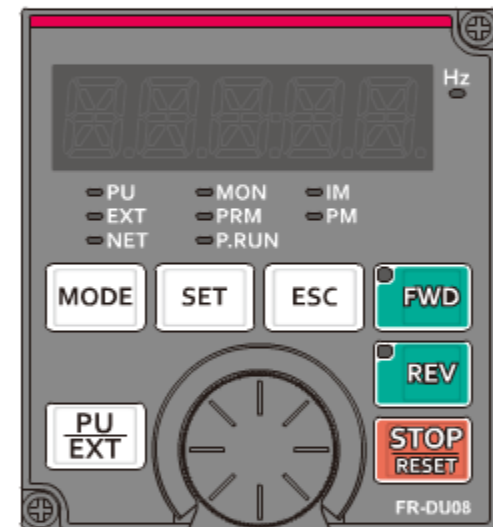 Hz
PU MON IM
EXT PRM PM
NET P.RUN
MODE SET ESC FWD
REV
PU
EXT
STOP
RESET
FR-DU08